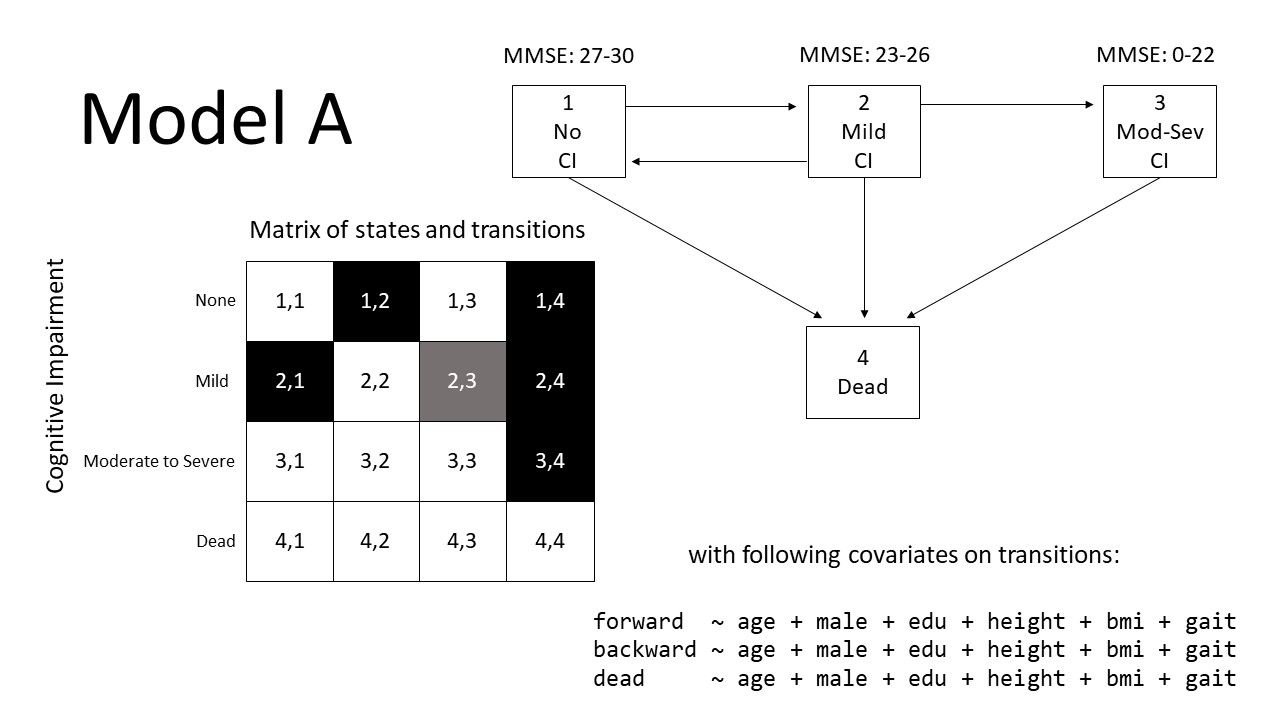 Model A
MMSE: 27-30
MMSE: 23-26
MMSE: 0-22
1
No
CI
2
Mild
CI
3
Mod-Sev
CI
4
Dead
Matrix of states and transitions
Cognitive Impairment
None
1,1 1,2 1,3 1,4
Mild
2,1 2,2 2,3 2,4
Moderate to Severe
3,1 3,2 3,3 3,4
Dead
4,1 4,2 4,3 4,4
with following covariates on transitions:
forward ~ age + male + edu + height + bmi + gait
backward ~ age + male + edu + height + bmi + gait
dead ~ age + male + edu + height + bmi + gait